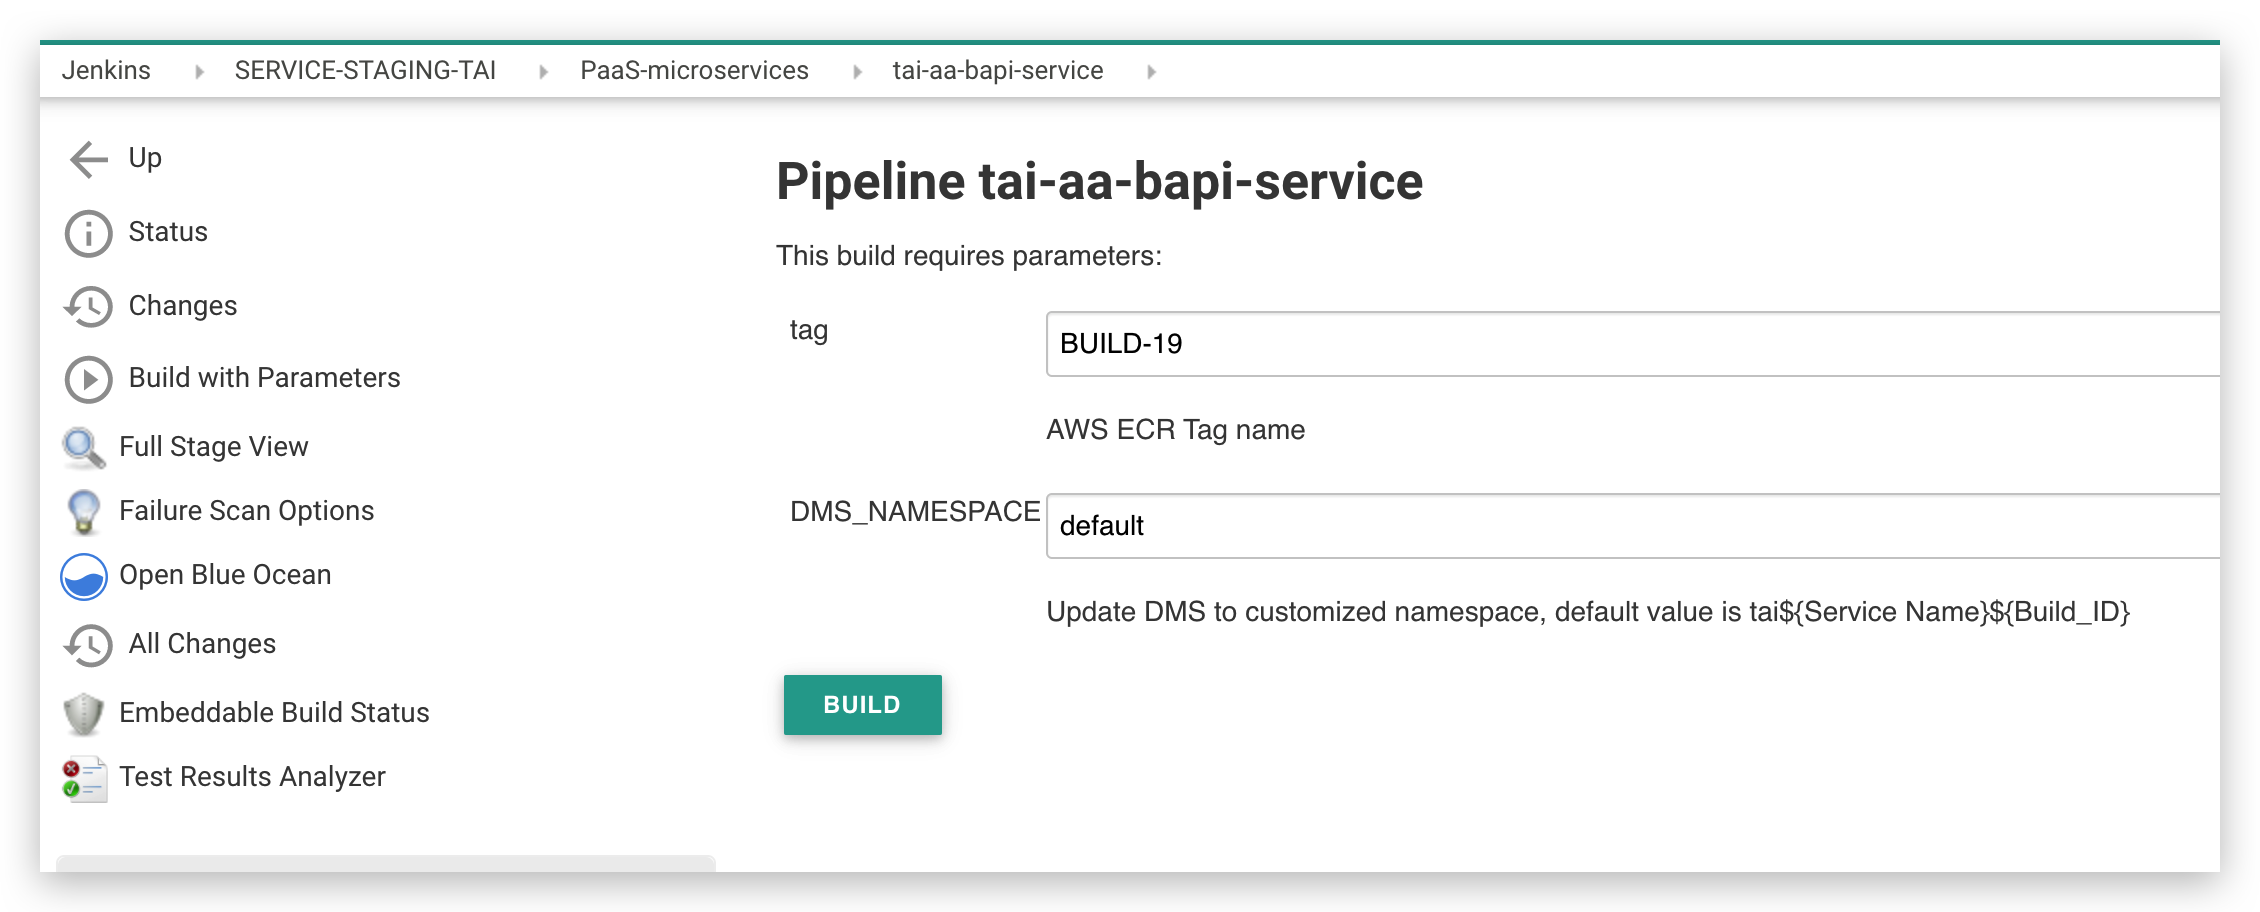 Jenkins SERVICE-STAGING-TAI PaaS-microservices tai-aa-bapi-service
Up
Status
Changes
Build with Parameters
Full Stage View
Failure Scan Options
Open Blue Ocean
All Changes
Embeddable Build Status
Test Results Analyzer
Pipeline tai-aa-bapi-service
This build requires parameters:
tag BUILD-19
AWS ECR Tag name
DMS_NAMESPACE default
Update DMS to customized namespace, default value is tai${Service Name}${Build_ID}
BUILD